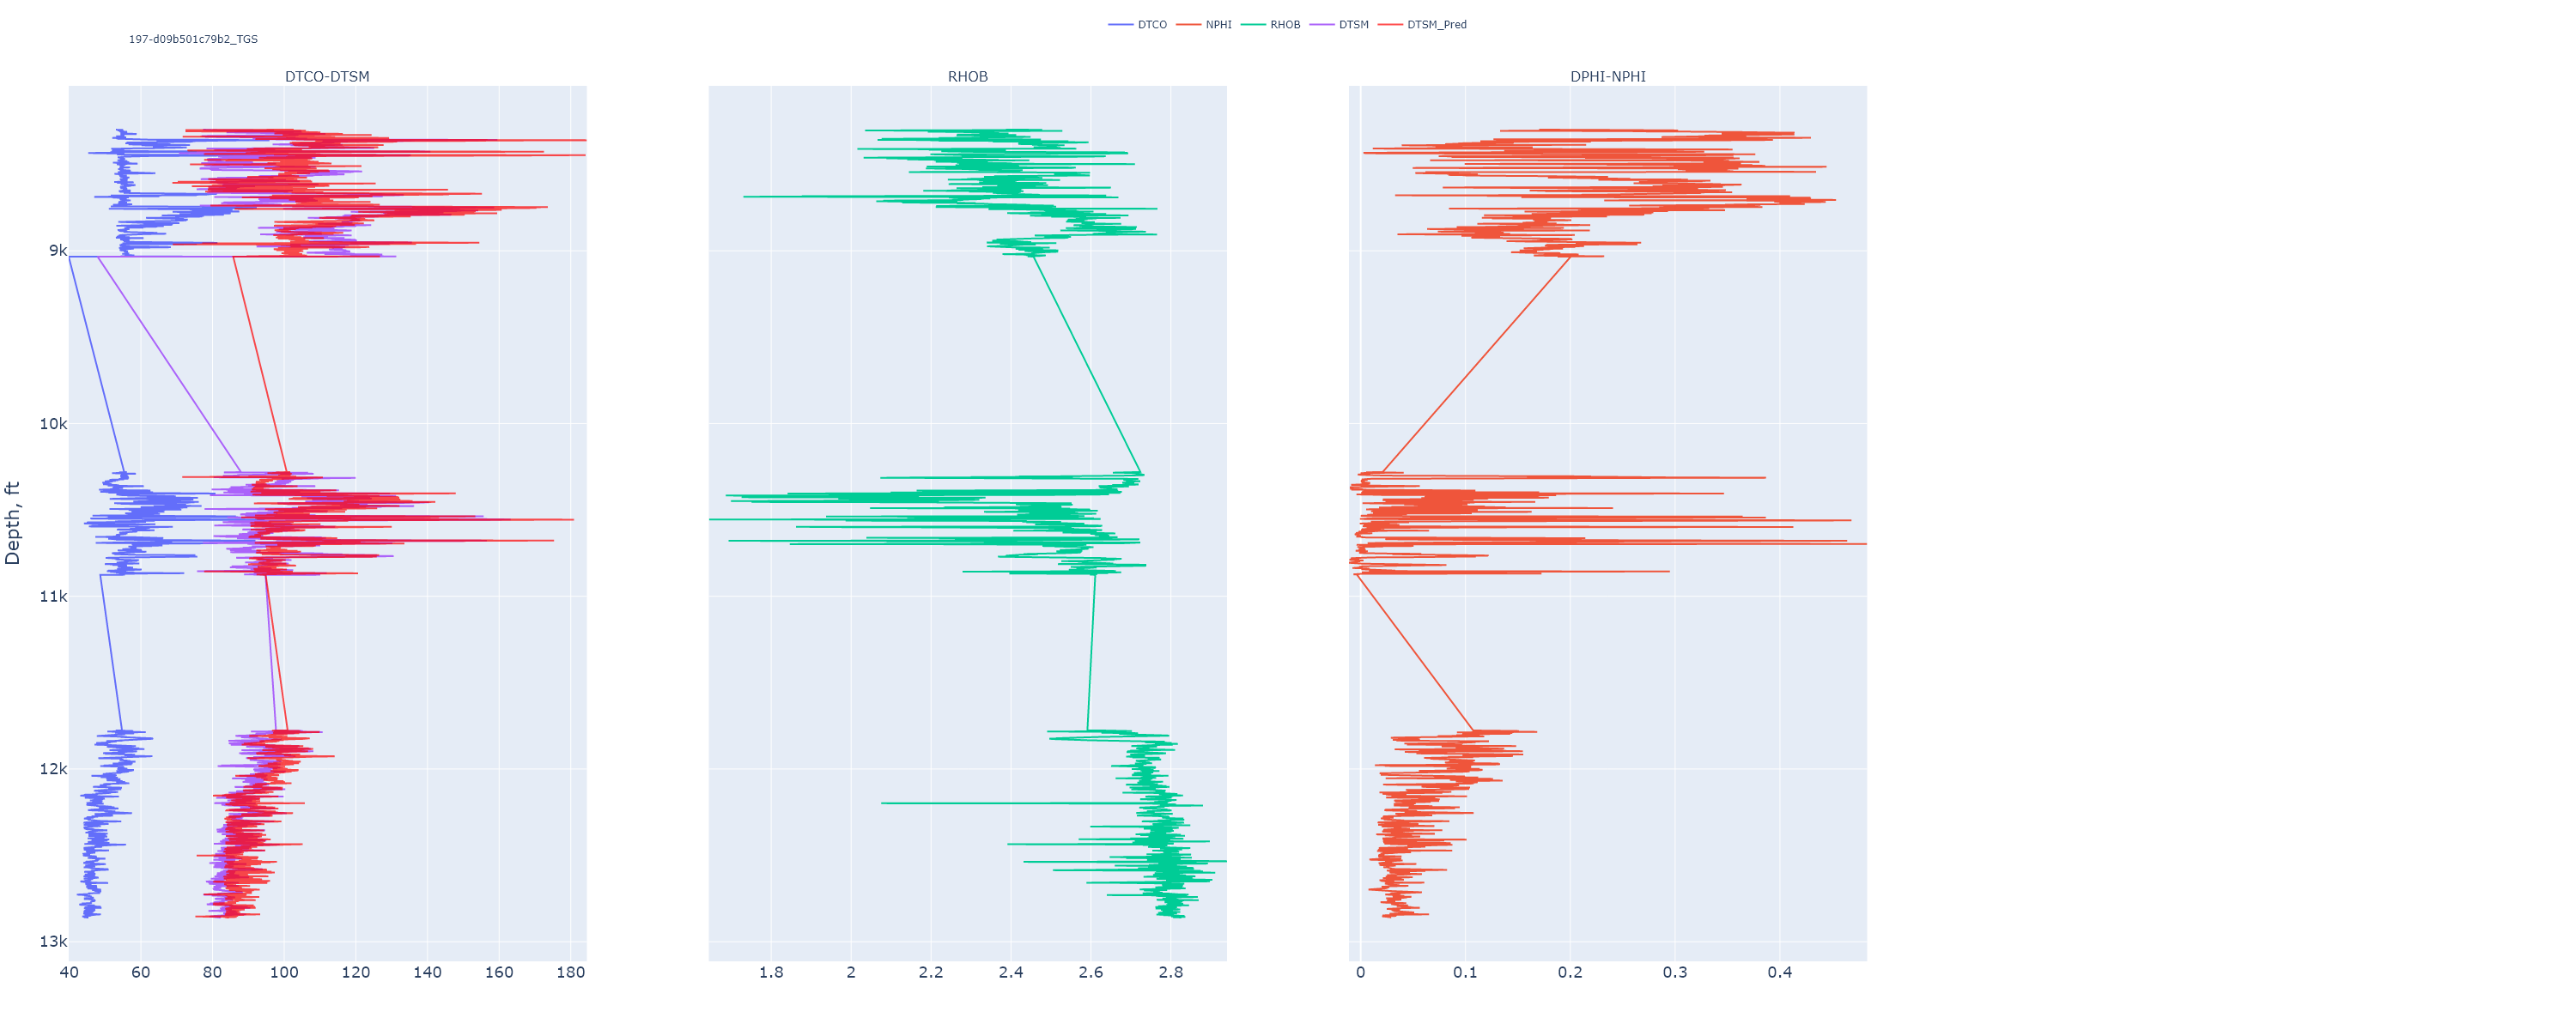 DTCO NPHI RHOB DTSM DTSM_Pred
197-d09b501c79b2_TGS
DTCO-DTSM RHOB DPHI-NPHI
Depth, ft
9k
10k
11k
12k
13k
40 60 80 100 120 140 160 180 1.8 2 2.2 2.4 2.6 2.8 0 0.1 0.2 0.3 0.4